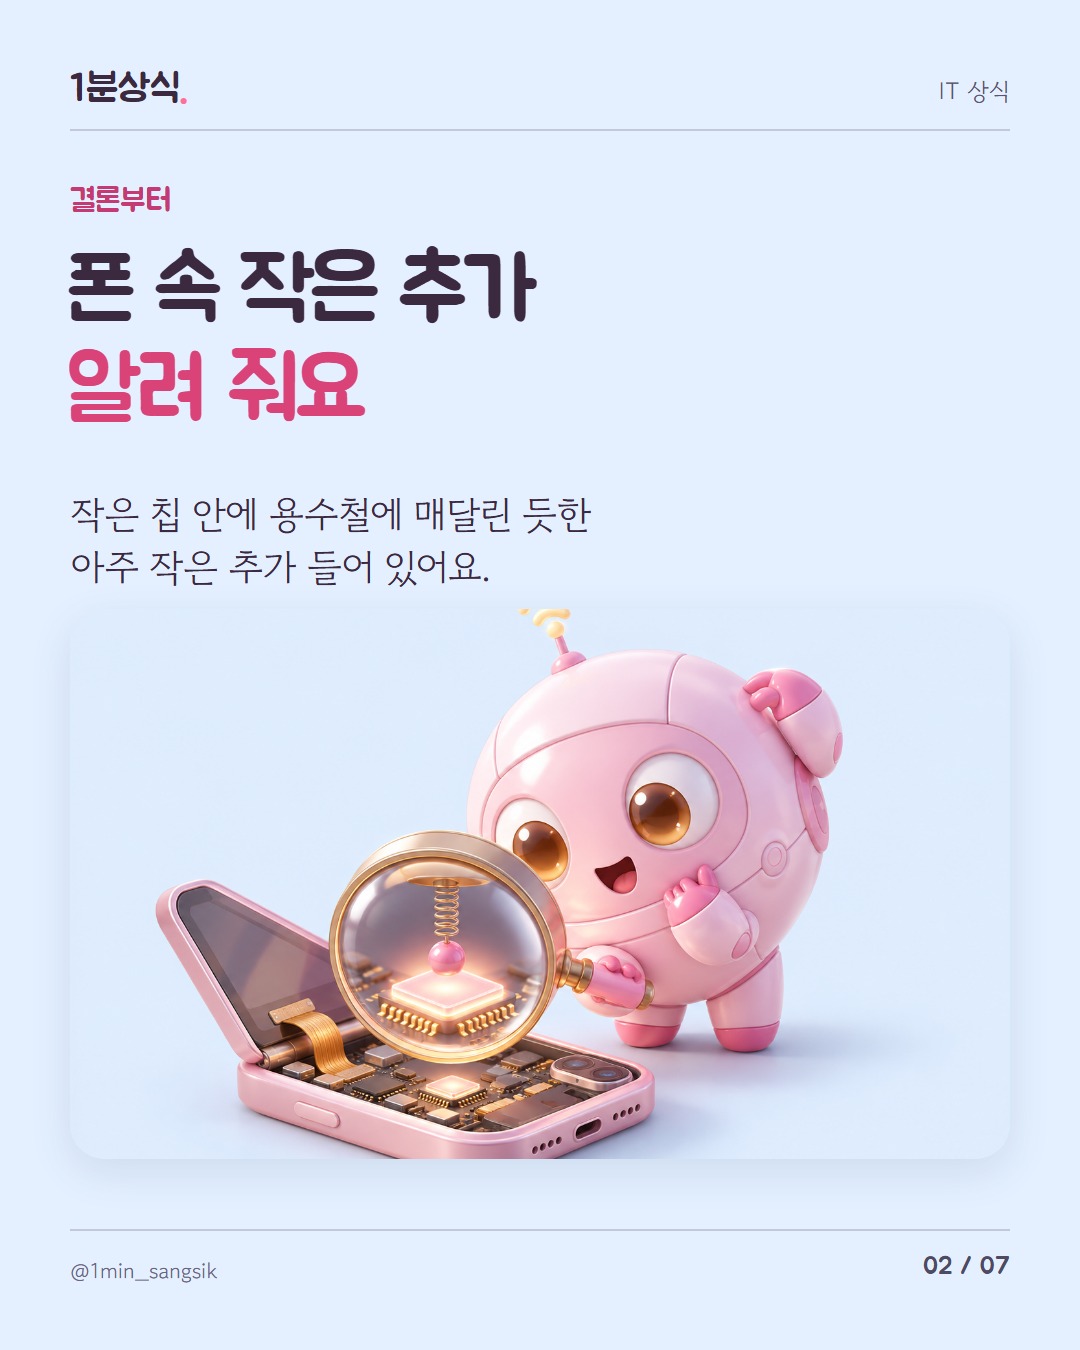 1분상식.
IT 상식
결론부터
폰 속 작은 추가
알려 줘요
작은 칩 안에 용수철에 매달린 듯한
아주 작은 추가 들어 있어요.
@1min_sangsik
02 / 07